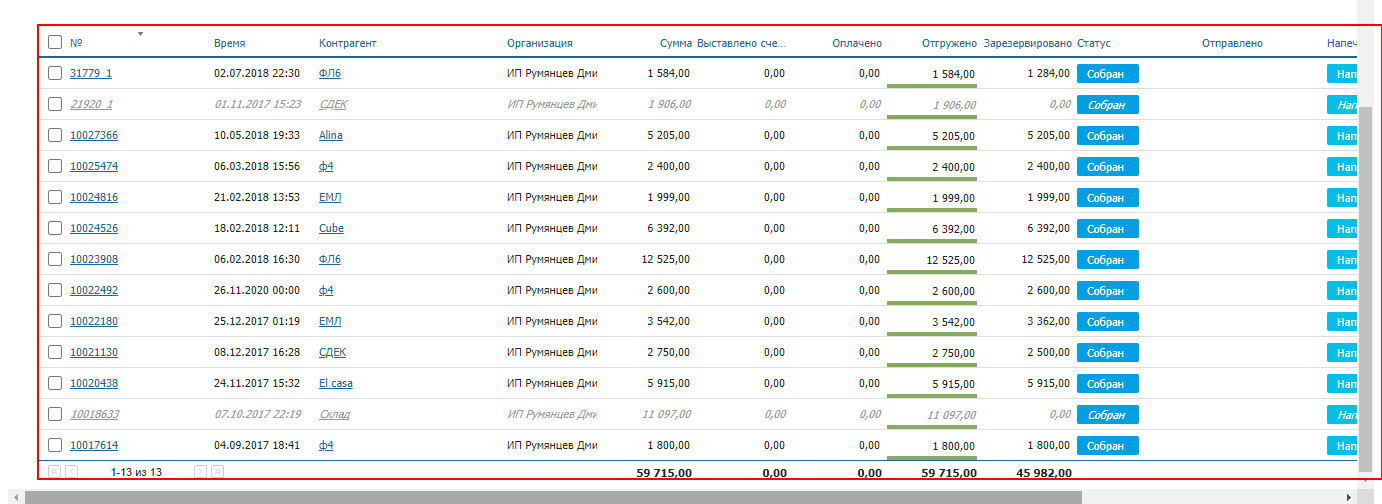 № Время Контрагент Организация Сумма Выставлено сче... Оплачено Отгружено Зарезервировано Статус Отправлено Напеч
31779_1 02.07.2018 22:30 ФЛ6 ИП Румянцев Дми 1 584,00 0,00 0,00 1 584,00 1 284,00 Собран Нап
21920_1 01.11.2017 15:23 СДЕК ИП Румянцев Дми 1 906,00 0,00 0,00 1 906,00 0,00 Собран Нап
10027366 10.05.2018 19:33 Alina ИП Румянцев Дми 5 205,00 0,00 0,00 5 205,00 5 205,00 Собран Нап
10025474 06.03.2018 15:56 ф4 ИП Румянцев Дми 2 400,00 0,00 0,00 2 400,00 2 400,00 Собран Нап
10024816 21.02.2018 13:53 ЕМЛ ИП Румянцев Дми 1 999,00 0,00 0,00 1 999,00 1 999,00 Собран Нап
10024526 18.02.2018 12:11 Cube ИП Румянцев Дми 6 392,00 0,00 0,00 6 392,00 6 392,00 Собран Нап
10023908 06.02.2018 16:30 ФЛ6 ИП Румянцев Дми 12 525,00 0,00 0,00 12 525,00 12 525,00 Собран Нап
10022492 26.11.2020 00:00 ф4 ИП Румянцев Дми 2 600,00 0,00 0,00 2 600,00 2 600,00 Собран Нап
10022180 25.12.2017 01:19 ЕМЛ ИП Румянцев Дми 3 542,00 0,00 0,00 3 542,00 3 362,00 Собран Нап
10021130 08.12.2017 16:28 СДЕК ИП Румянцев Дми 2 750,00 0,00 0,00 2 750,00 2 500,00 Собран Нап
10020438 24.11.2017 15:32 El casa ИП Румянцев Дми 5 915,00 0,00 0,00 5 915,00 5 915,00 Собран Нап
10018633 07.10.2017 22:19 Склад ИП Румянцев Дми 11 097,00 0,00 0,00 11 097,00 0,00 Собран Нап
10017614 04.09.2017 18:41 ф4 ИП Румянцев Дми 1 800,00 0,00 0,00 1 800,00 1 800,00 Собран Нап
1-13 из 13 59 715,00 0,00 0,00 59 715,00 45 982,00